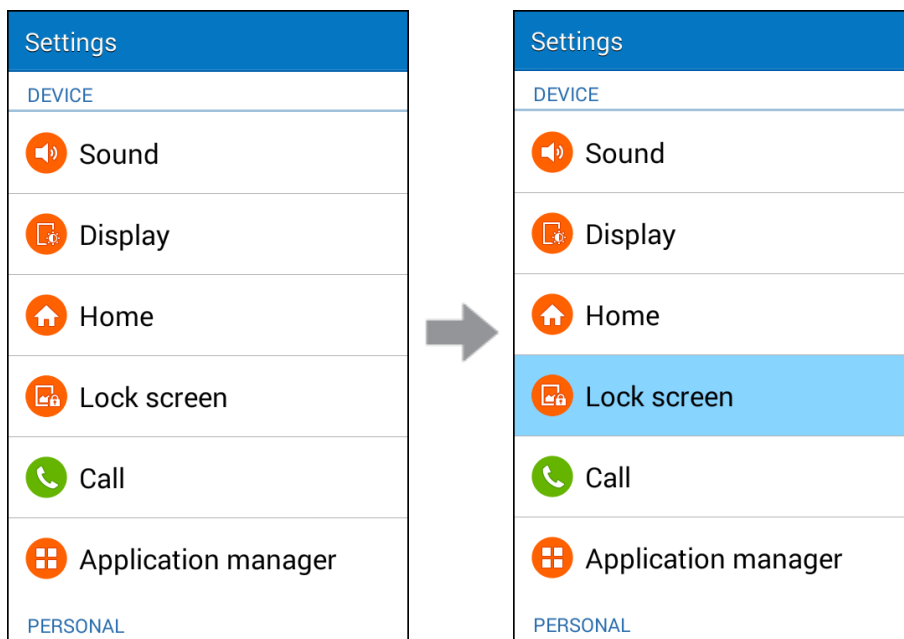 Settings
DEVICE
Sound
Display
Home
Lock screen
Call
Application manager
PERSONAL
Settings
DEVICE
Sound
Display
Home
Lock screen
Call
Application manager
PERSONAL